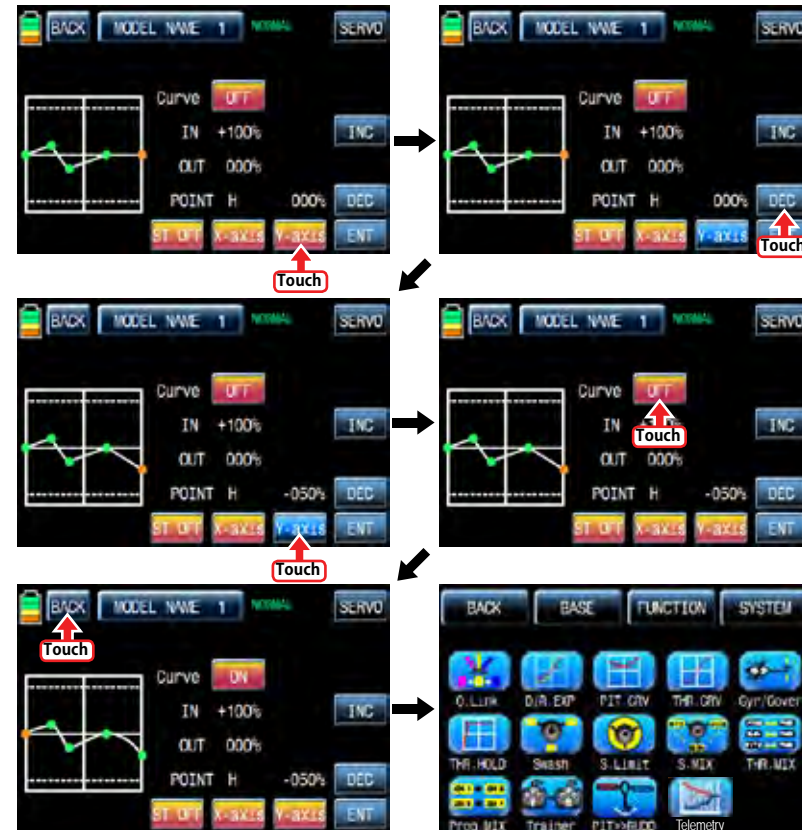 BACK MODEL NAME 1 NORMAL SERVO
Curve OFF
IN +100%
INC
OUT 000%
POINT H 000% DEC
ST OFF X-axis Y-axis ENT
Touch
BACK MODEL NAME 1 NORMAL SERVO
Curve OFF
IN +100%
INC
OUT 000%
POINT H 000% DEC
ST OFF X-axis Y-axis
Touch
BACK MODEL NAME 1 NORMAL SERVO
Curve OFF
IN +100%
INC
OUT 000%
POINT H -050% DEC
ST OFF X-axis Y-axis ENT
Touch
BACK MODEL NAME 1 NORMAL SERVO
Curve OFF
IN
INC
Touch
OUT 000%
POINT H -050% DEC
ST OFF X-axis Y-axis ENT
BACK MODEL NAME 1 NORMAL SERVO
Touch
Curve ON
IN +100%
INC
OUT 000%
POINT H -050% DEC
ST OFF X-axis Y-axis ENT
BACK BASE FUNCTION SYSTEM
Q.Link D/R.EXP PIT.CRV THR.CRV Gyr/Gover
THR.HOLD Swash S.Limit S.MIX THR.MIX
Prog.MIX Trainer PIT>>RUDD Telemetry